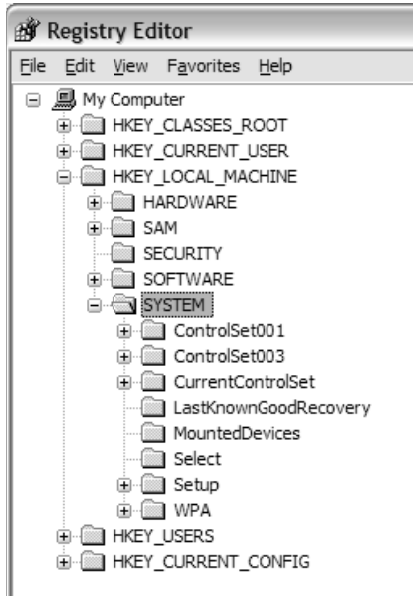 Registry Editor
File Edit View Favorites Help
My Computer
HKEY_CLASSES_ROOT
HKEY_CURRENT_USER
HKEY_LOCAL_MACHINE
HARDWARE
SAM
SECURITY
SOFTWARE
SYSTEM
ControlSet001
ControlSet003
CurrentControlSet
LastKnownGoodRecovery
MountedDevices
Select
Setup
WPA
HKEY_USERS
HKEY_CURRENT_CONFIG